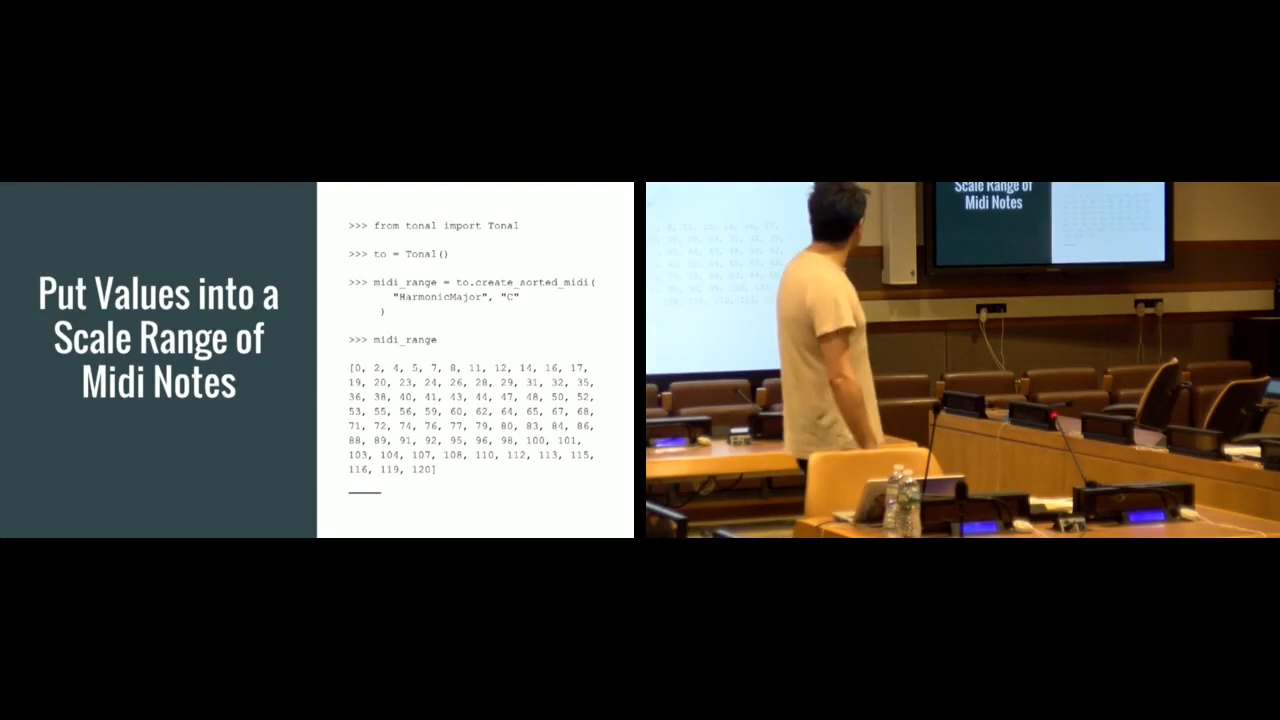 Put Values into a
Scale Range of
Midi Notes
>>> from tonal import Tonal
>>> to = Tonal()
>>> midi_range = to.create_sorted_midi(
"HarmonicMajor", "C"
)
>>> midi_range
[0, 2, 4, 5, 7, 8, 11, 12, 14, 16, 17,
19, 20, 23, 24, 26, 28, 29, 31, 32, 35,
36, 38, 40, 41, 43, 44, 47, 48, 50, 52,
53, 55, 56, 59, 60, 62, 64, 65, 67, 68,
71, 72, 74, 76, 77, 79, 80, 83, 84, 86,
88, 89, 91, 92, 95, 96, 98, 100, 101,
103, 104, 107, 108, 110, 112, 113, 115,
116, 119, 120]
Scale Range of
Midi Notes